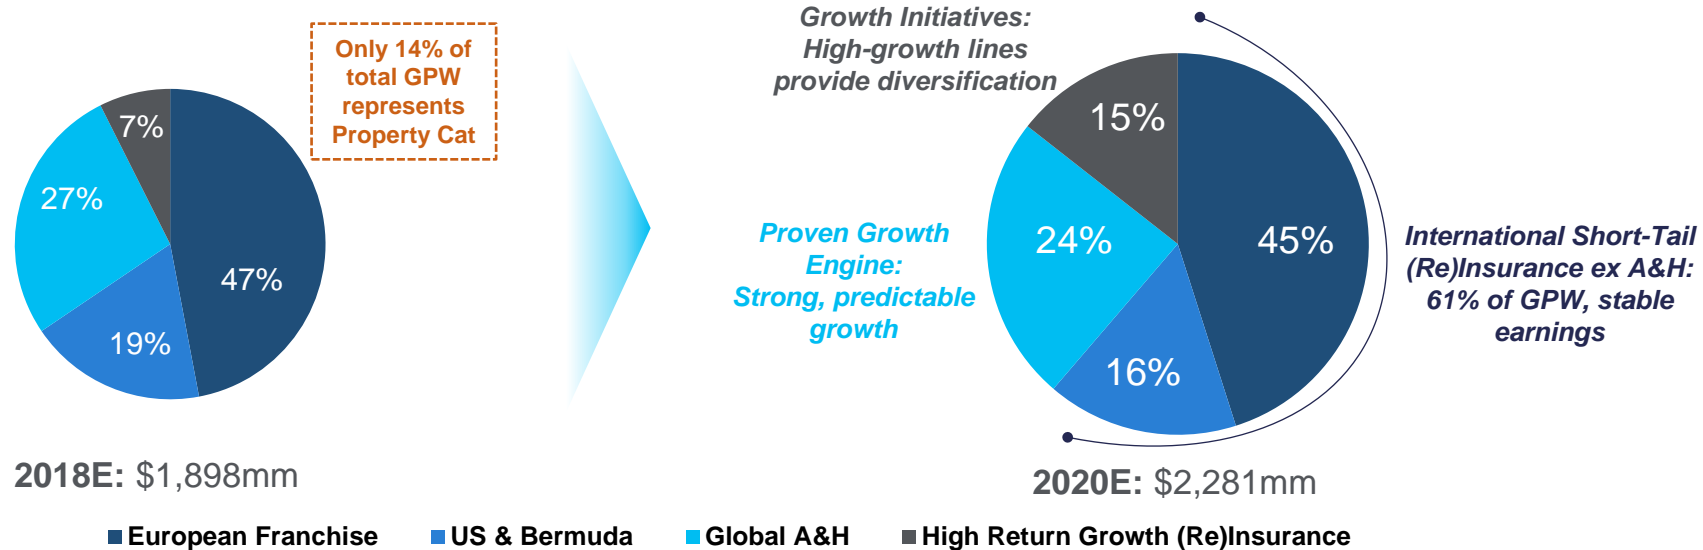 Only 14% of
total GPW
represents
Property Cat
7%
27%
47%
19%
2018E: $1,898mm
Growth Initiatives:
High-growth lines
provide diversification
Proven Growth
Engine:
Strong, predictable
growth
15%
24%
45%
16%
International Short-Tail
(Re)Insurance ex A&H:
61% of GPW, stable
earnings
2020E: $2,281mm
European Franchise
US & Bermuda
Global A&H
High Return Growth (Re)Insurance